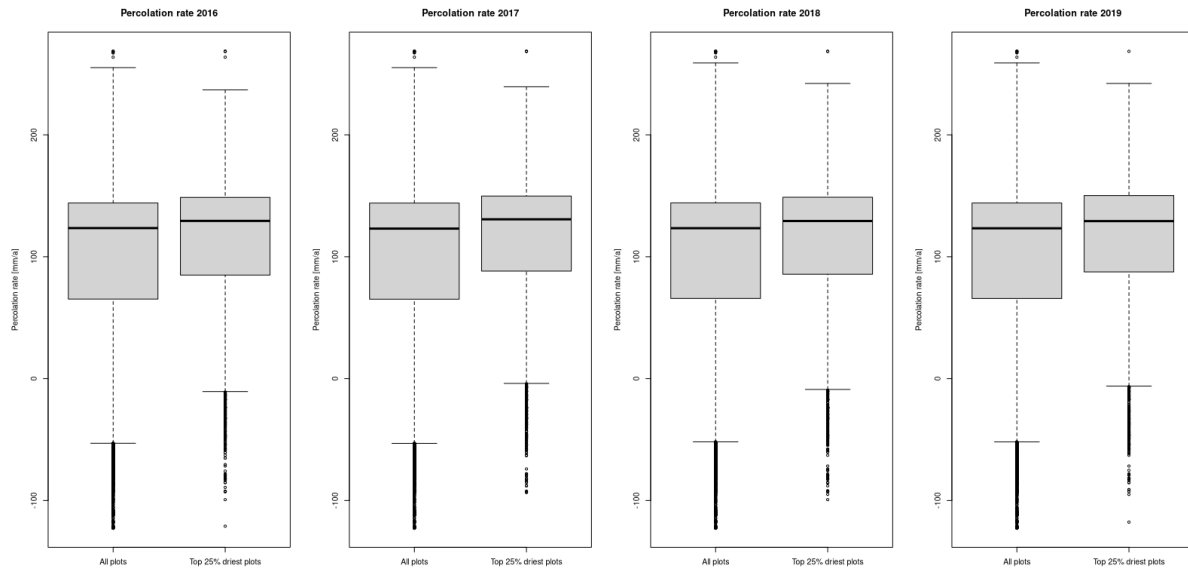 Percolation rate 2016
Percolation rate [mm/a]
200
100
0
-100
All plots
Top 25% driest plots
Percolation rate 2017
Percolation rate [mm/a]
200
100
0
-100
All plots
Top 25% driest plots
Percolation rate 2018
Percolation rate [mm/a]
200
100
0
-100
All plots
Top 25% driest plots
Percolation rate 2019
Percolation rate [mm/a]
200
100
0
-100
All plots
Top 25% driest plots